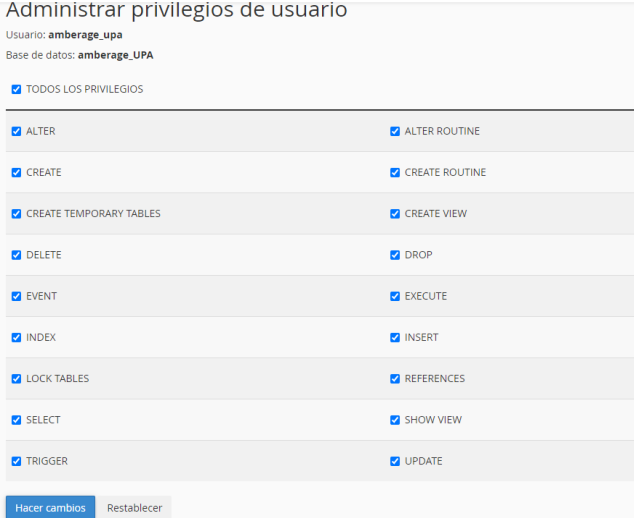 Administrar privilegios de usuario
Usuario: amberage_upa
Base de datos: amberage_UPA
TODOS LOS PRIVILEGIOS
ALTER ALTER ROUTINE
CREATE CREATE ROUTINE
CREATE TEMPORARY TABLES CREATE VIEW
DELETE DROP
EVENT EXECUTE
INDEX INSERT
LOCK TABLES REFERENCES
SELECT SHOW VIEW
TRIGGER UPDATE
Hacer cambios Restablecer